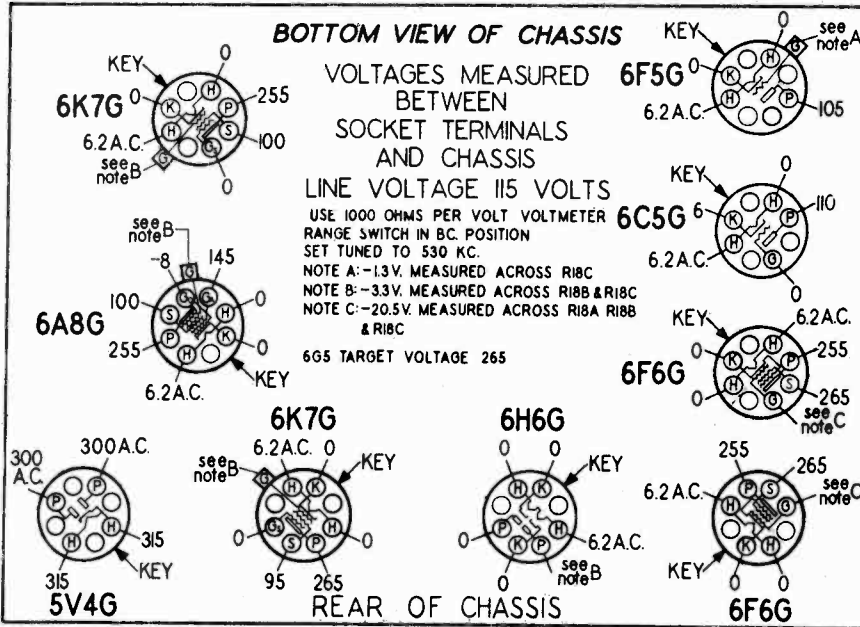 BOTTOM VIEW OF CHASSIS
VOLTAGES MEASURED
BETWEEN
SOCKET TERMINALS
AND CHASSIS
LINE VOLTAGE 115 VOLTS
USE 1000 OHMS PER VOLT VOLTMETER
RANGE SWITCH IN BC. POSITION
SET TUNED TO 530 KC.
NOTE A:-1.3V. MEASURED ACROSS R18C
NOTE B:-3.3V. MEASURED ACROSS R18B & R18C
NOTE C:-20.5V. MEASURED ACROSS R18A R18B
& R18C
6G5 TARGET VOLTAGE 265
KEY
0
H
0
K
P
255
6K7G
6.2 A.C.
H
S
100
see
note B
G
G
0
KEY
0
H
G
see
note A
6F5G
0
K
6.2 A.C.
H
P
105
KEY
0
H
6C5G
6
K
P
110
6.2 A.C.
H
G
0
see
note B
G
-8
145
G
G
100
S
H
0
6A8G
255
P
K
0
H
6.2 A.C.
KEY
KEY
6.2 A.C.
H
0
K
P
255
6F6G
0
H
S
265
G
see
note C
300
A.C.
300 A.C.
P
P
H
315
H
315
KEY
5V4G
6K7G
6.2 A.C.
0
KEY
see
note B
G
H
K
0
G
H
0
S
P
95
265
6H6G
0
0
KEY
H
K
0
P
H
6.2 A.C.
K
P
0
see
note B
255
265
P
S
see
note C
6.2 A.C.
H
G
K
H
KEY
0
0
6F6G
REAR OF CHASSIS